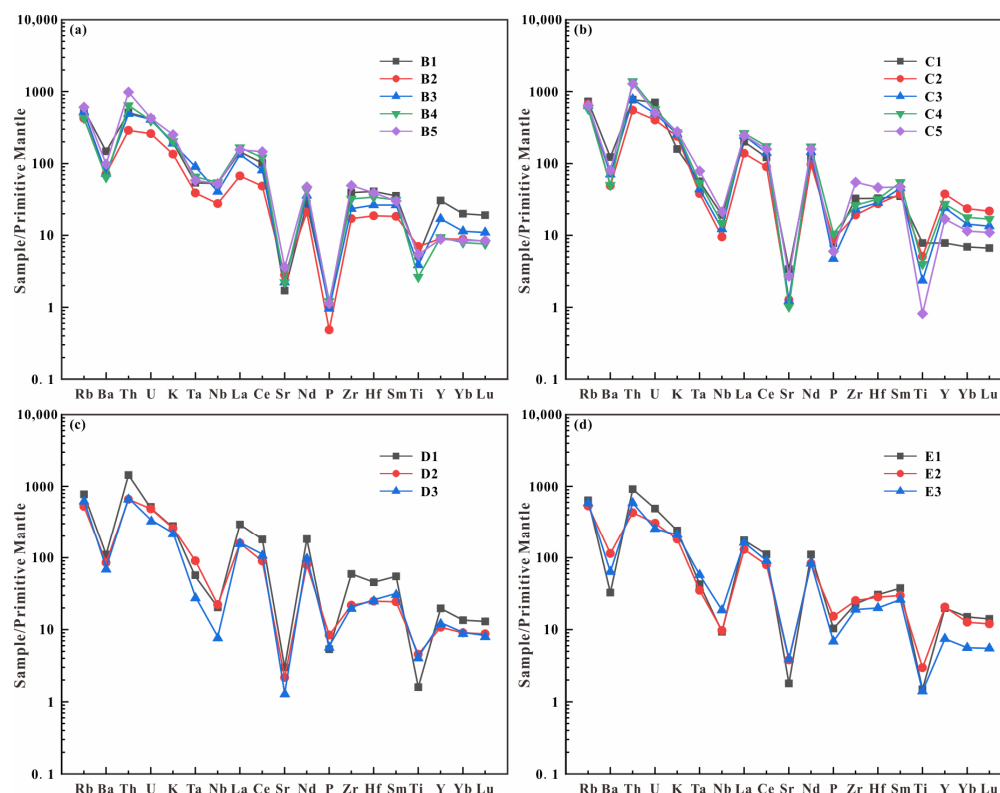 (a)
B1
B2
B3
B4
B5
10,000
1000
100
10
1
0. 1
Sample/Primitive Mantle
Rb Ba Th U K Ta Nb La Ce Sr Nd P Zr Hf Sm Ti Y Yb Lu
(b)
C1
C2
C3
C4
C5
10,000
1000
100
10
1
0. 1
Sample/Primitive Mantle
Rb Ba Th U K Ta Nb La Ce Sr Nd P Zr Hf Sm Ti Y Yb Lu
(c)
D1
D2
D3
10,000
1000
100
10
1
0. 1
Sample/Primitive Mantle
Rb Ba Th U K Ta Nb La Ce Sr Nd P Zr Hf Sm Ti Y Yb Lu
(d)
E1
E2
E3
10,000
1000
100
10
1
0. 1
Sample/Primitive Mantle
Rb Ba Th U K Ta Nb La Ce Sr Nd P Zr Hf Sm Ti Y Yb Lu